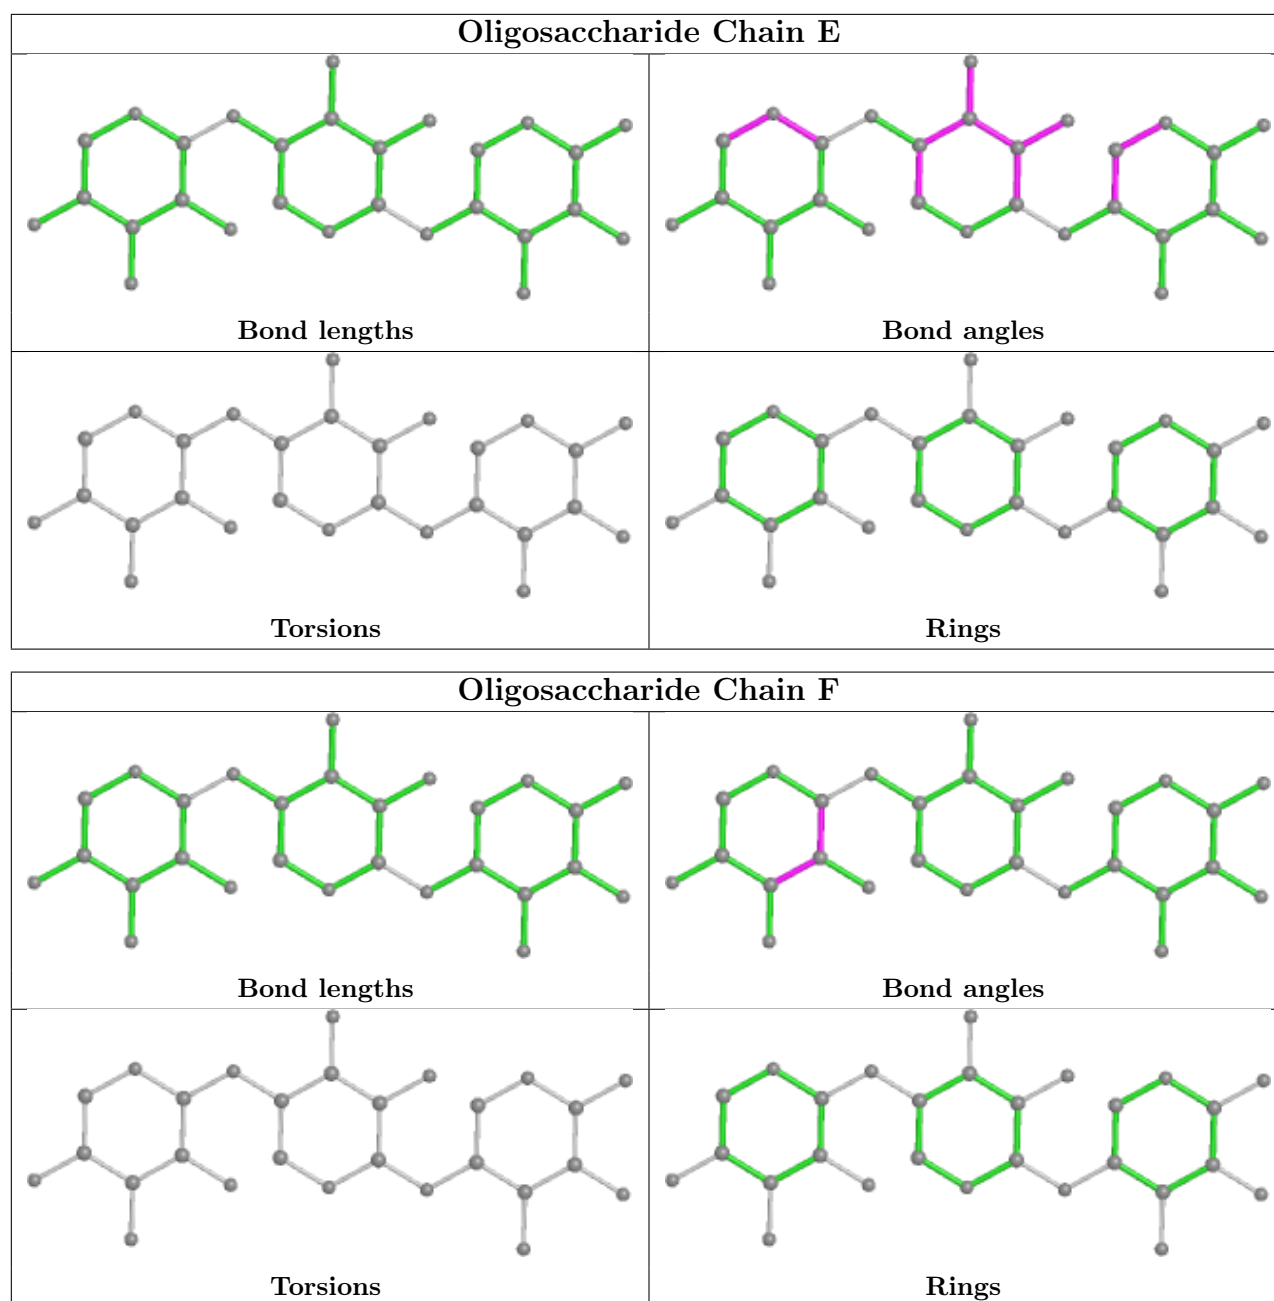 Oligosaccharide Chain E
Bond lengths
Bond angles
Torsions
Rings
Oligosaccharide Chain F
Bond lengths
Bond angles
Torsions
Rings